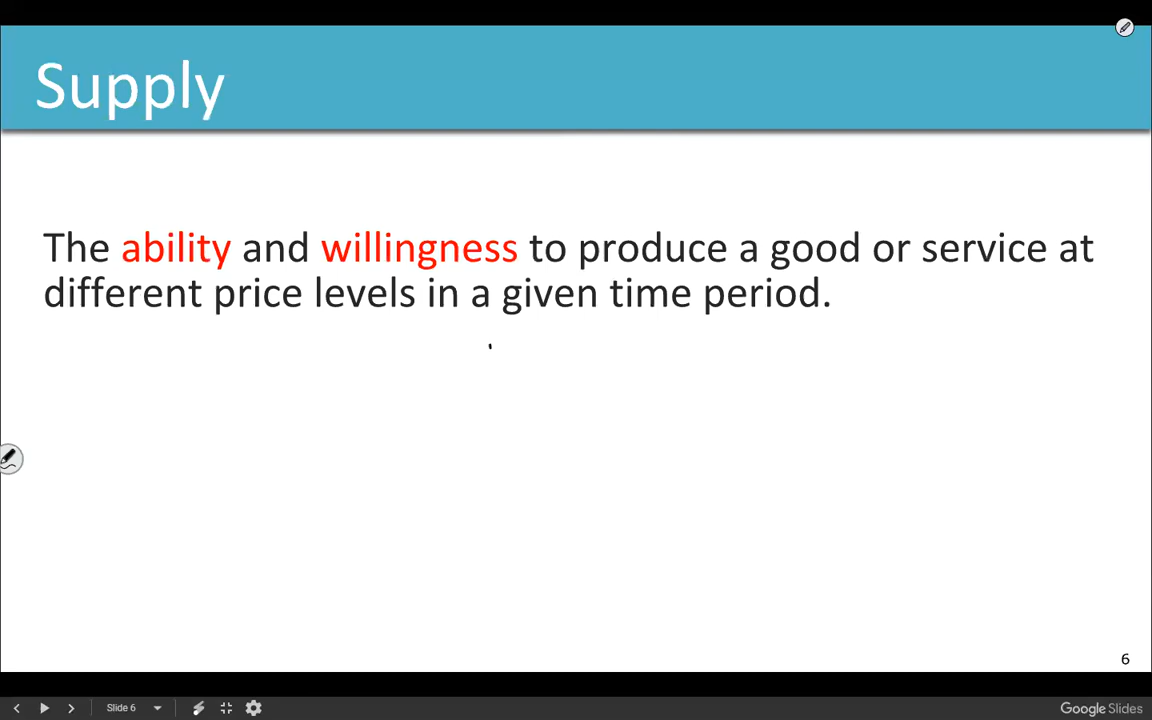 Supply
The ability and willingness to produce a good or service at
different price levels in a given time period.
6
Slide 6
Google Slides